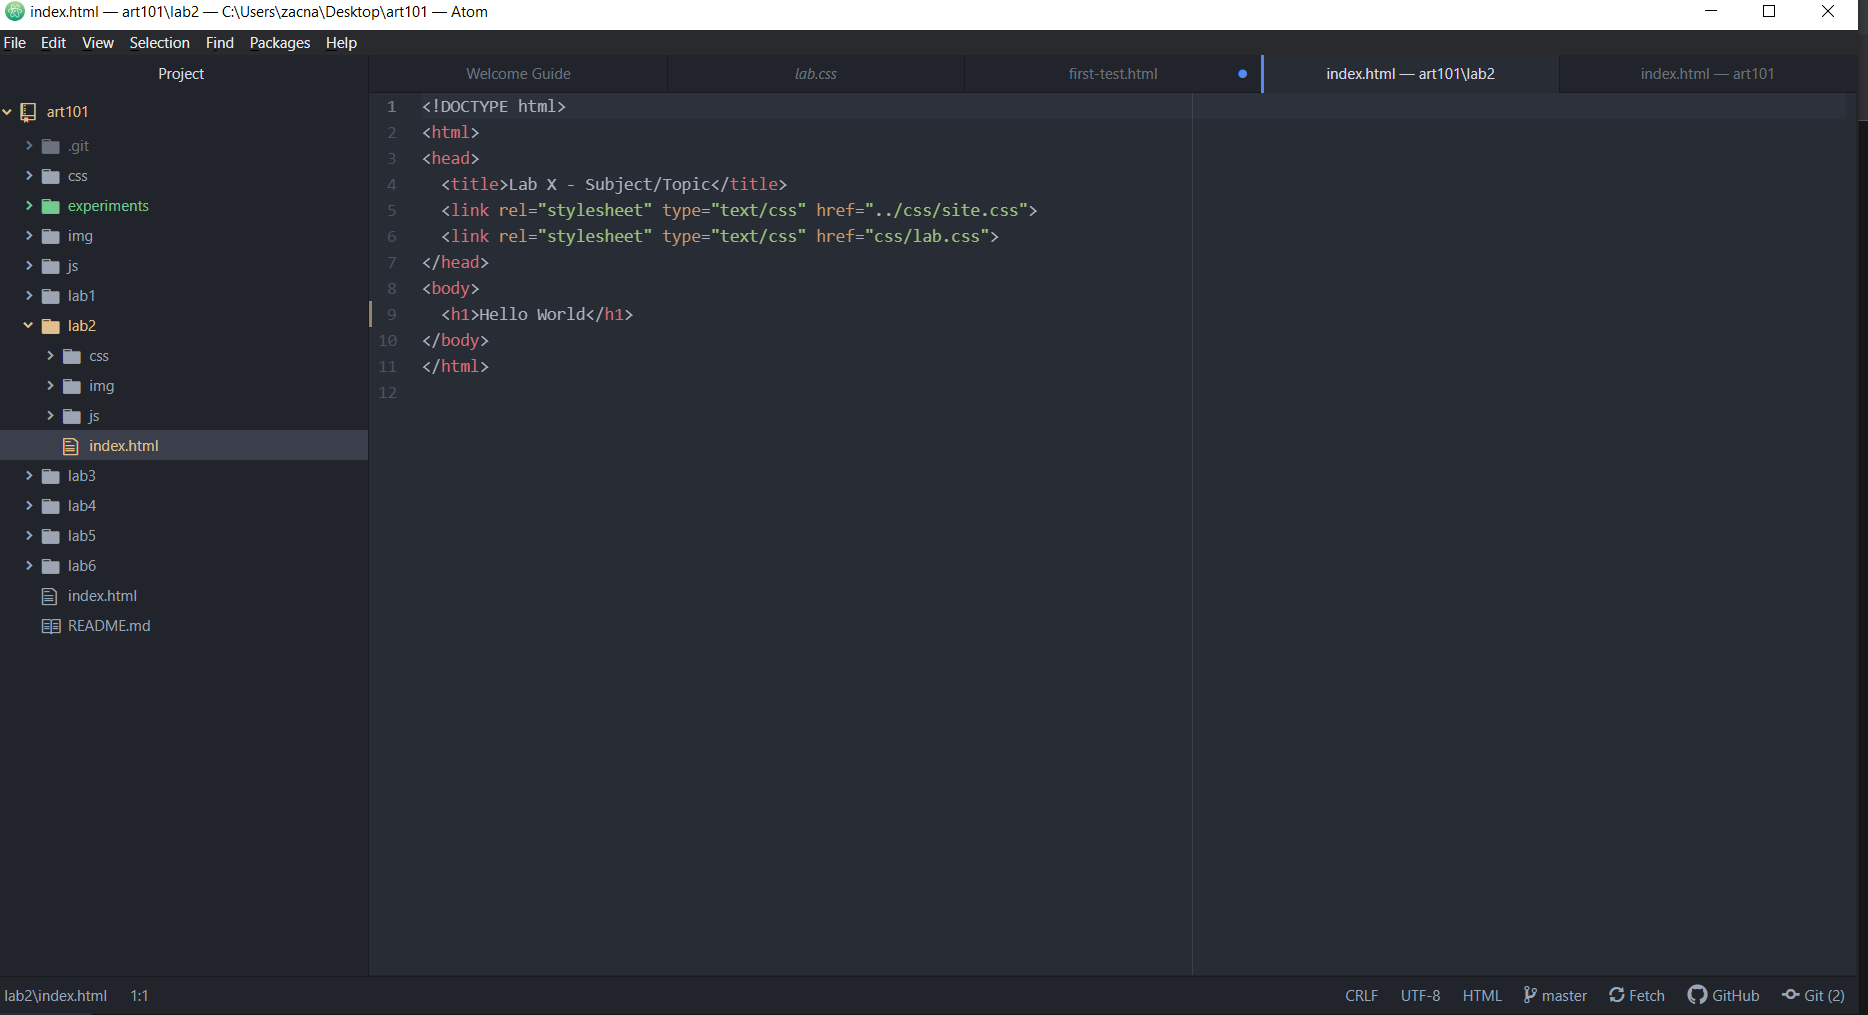 index.html — art101\lab2 — C:\Users\zacna\Desktop\art101 — Atom
File Edit View Selection Find Packages Help
Project
art101
.git
css
experiments
img
js
lab1
lab2
css
img
js
index.html
lab3
lab4
lab5
lab6
index.html
README.md
Welcome Guide lab.css first-test.html index.html — art101\lab2 index.html — art101
1 <!DOCTYPE html>
2 <html>
3 <head>
4   <title>Lab X - Subject/Topic</title>
5   <link rel="stylesheet" type="text/css" href="../css/site.css">
6   <link rel="stylesheet" type="text/css" href="css/lab.css">
7 </head>
8 <body>
9   <h1>Hello World</h1>
10 </body>
11 </html>
12
lab2\index.html 1:1 CRLF UTF-8 HTML master Fetch GitHub Git (2)